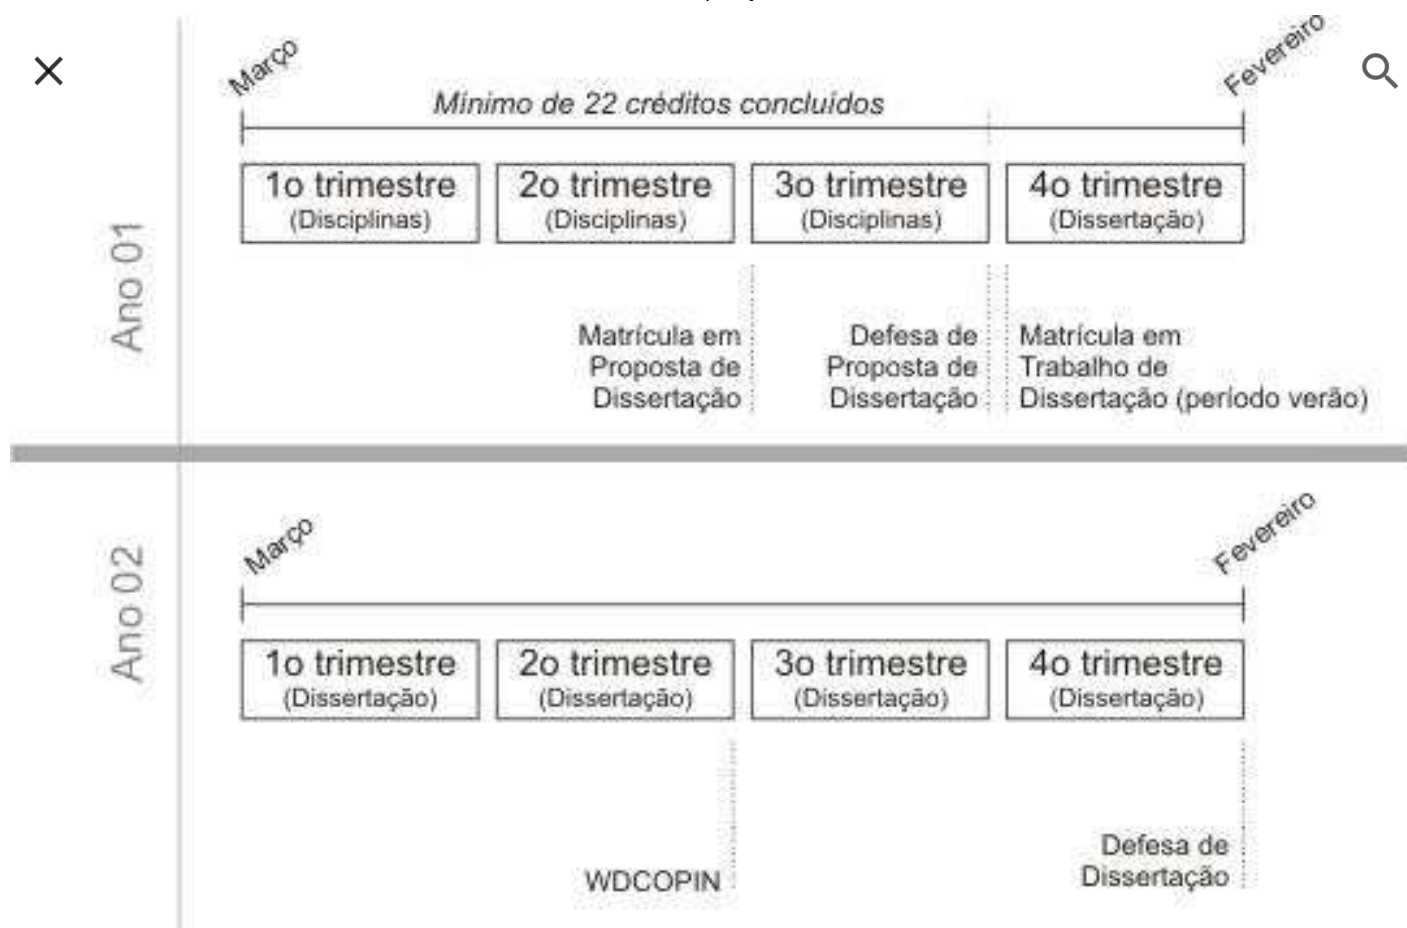 Março
Fevereiro
Mínimo de 22 créditos concluídos
1o trimestre
(Disciplinas)
2o trimestre
(Disciplinas)
3o trimestre
(Disciplinas)
4o trimestre
(Dissertação)
Ano 01
Matrícula em
Proposta de
Dissertação
Defesa de
Proposta de
Dissertação
Matrícula em
Trabalho de
Dissertação (período verão)
Março
Fevereiro
Ano 02
1o trimestre
(Dissertação)
2o trimestre
(Dissertação)
3o trimestre
(Dissertação)
4o trimestre
(Dissertação)
WDCOPIN
Defesa de
Dissertação